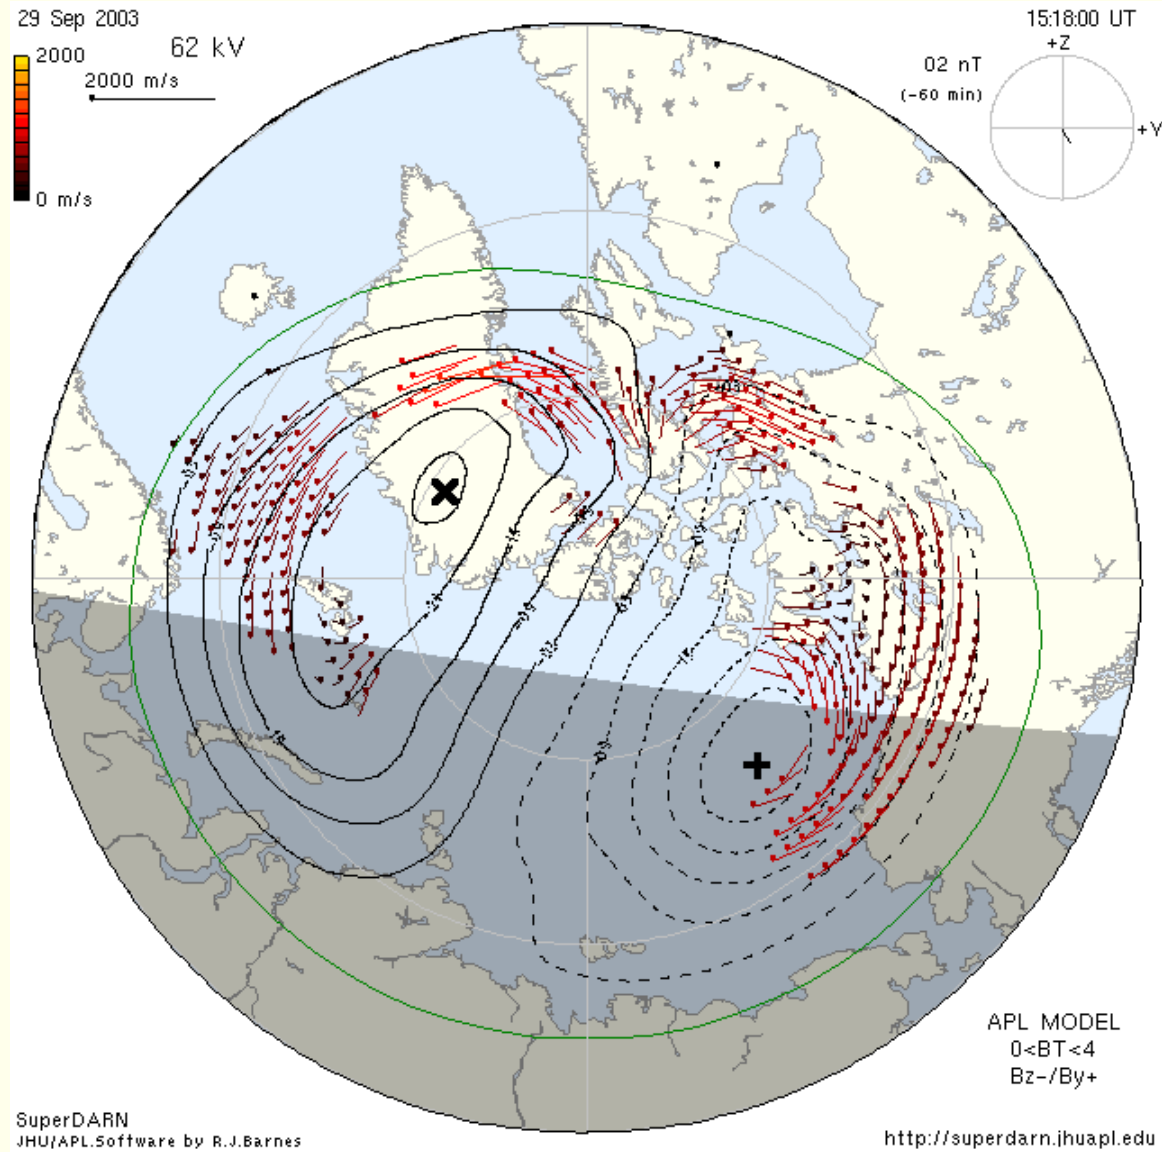 29 Sep 2003
15:18:00 UT
62 kV
+Z
2000
02 nT
2000 m/s
(-60 min)
+Y
0 m/s
APL MODEL
0<BT<4
Bz-/By+
SuperDARN
JHU/APL.Software by R.J.Barnes
http://superdarn.jhuapl.edu